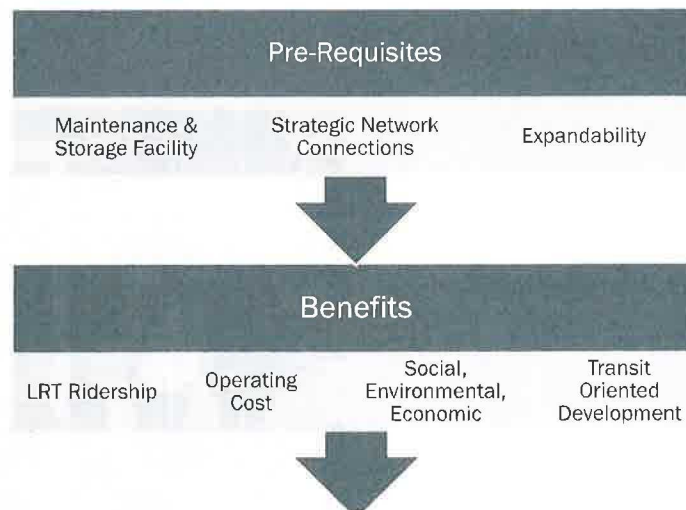 Pre-Requisites
Maintenance &
Storage Facility
Strategic Network
Connections
Expandability
Benefits
LRT Ridership
Operating
Cost
Social,
Environmental,
Economic
Transit
Oriented
Development